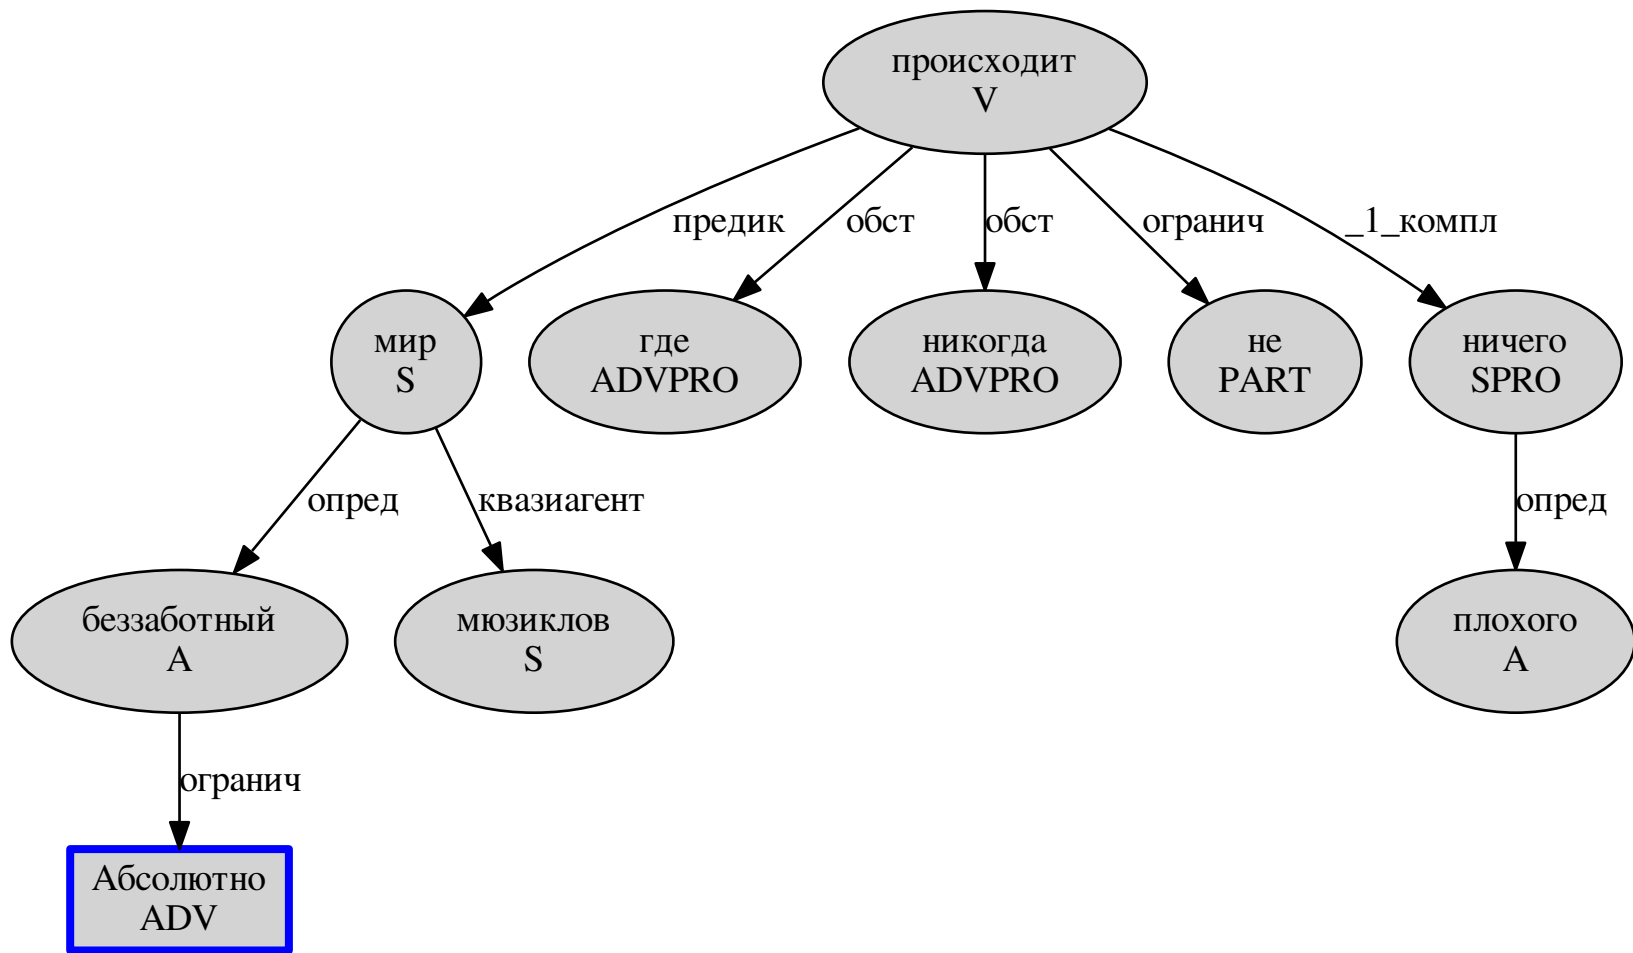 происходит
V
предик
обст
обст
огранич
_1_компл
мир
S
где
ADVPRO
никогда
ADVPRO
не
PART
ничего
SPRO
опред
квазиагент
опред
беззаботный
A
мюзиклов
S
плохого
A
огранич
Абсолютно
ADV